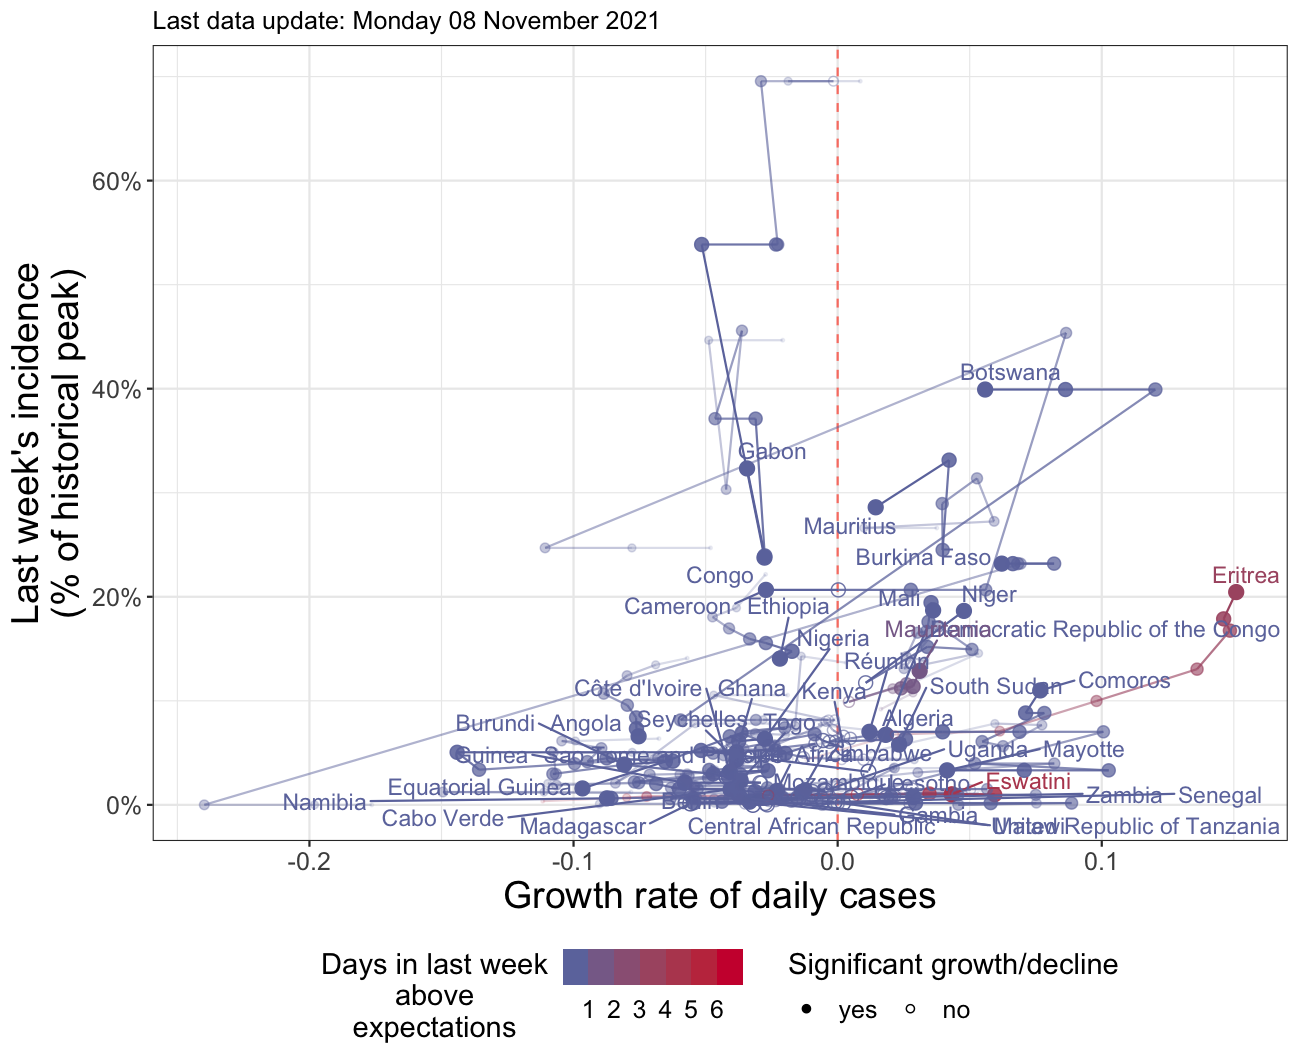 Last data update: Monday 08 November 2021
Last week's incidence
(% of historical peak)
60%
40%
20%
0%
Botswana
Gabon
Mauritius
Burkina Faso
Congo
Eritrea
Cameroon
Ethiopia
Mali
Niger
Mauritania
Democratic Republic of the Congo
Nigeria
Réunion
Kenya
South Sudan
Comoros
Côte d'Ivoire
Ghana
Burundi
Angola
Seychelles
Togo
Algeria
Guinea
Uganda
Mayotte
Equatorial Guinea
Mozambique
Lesotho
Eswatini
Namibia
Zambia
Senegal
Cabo Verde
Madagascar
Central African Republic
Gambia
Malawi
United Republic of Tanzania
-0.2
-0.1
0.0
0.1
Growth rate of daily cases
Days in last week
above
expectations
1 2 3 4 5 6
Significant growth/decline
yes
no